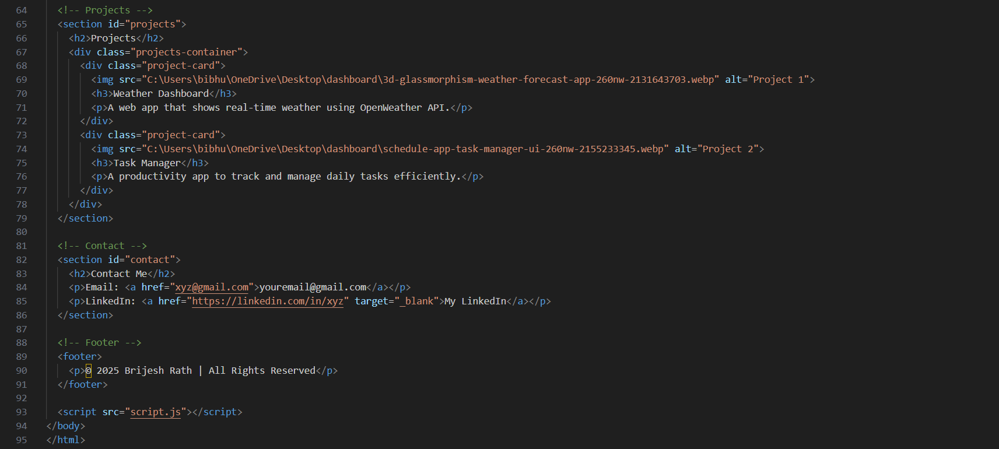 64 <!-- Projects -->
65 <section id="projects">
66 <h2>Projects</h2>
67 <div class="projects-container">
68 <div class="project-card">
69 <img src="C:\Users\bibhu\OneDrive\Desktop\dashboard\3d-glassmorphism-weather-forecast-app-260nw-2131643703.webp" alt="Project 1">
70 <h3>Weather Dashboard</h3>
71 <p>A web app that shows real-time weather using OpenWeather API.</p>
72 </div>
73 <div class="project-card">
74 <img src="C:\Users\bibhu\OneDrive\Desktop\dashboard\schedule-app-task-manager-ui-260nw-2155233345.webp" alt="Project 2">
75 <h3>Task Manager</h3>
76 <p>A productivity app to track and manage daily tasks efficiently.</p>
77 </div>
78 </div>
79 </section>
80
81 <!-- Contact -->
82 <section id="contact">
83 <h2>Contact Me</h2>
84 <p>Email: <a href="xyz@gmail.com">youremail@gmail.com</a></p>
85 <p>LinkedIn: <a href="https://linkedin.com/in/xyz" target="_blank">My LinkedIn</a></p>
86 </section>
87
88 <!-- Footer -->
89 <footer>
90 <p>© 2025 Brijesh Rath | All Rights Reserved</p>
91 </footer>
92
93 <script src="script.js"></script>
94 </body>
95 </html>